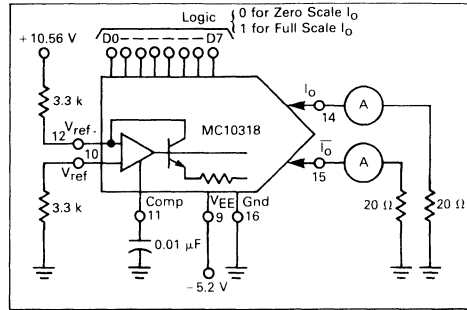 Logic { 0 for Zero Scale IO
1 for Full Scale IO
+10.56 V
D0 D7
3.3 k
IO
A
14
12 Vref -
MC10318
10
Vref
IO
A
15
3.3 k
Comp
11
VEE
9
Gnd
16
20 Ω
20 Ω
0.01 μF
-5.2 V